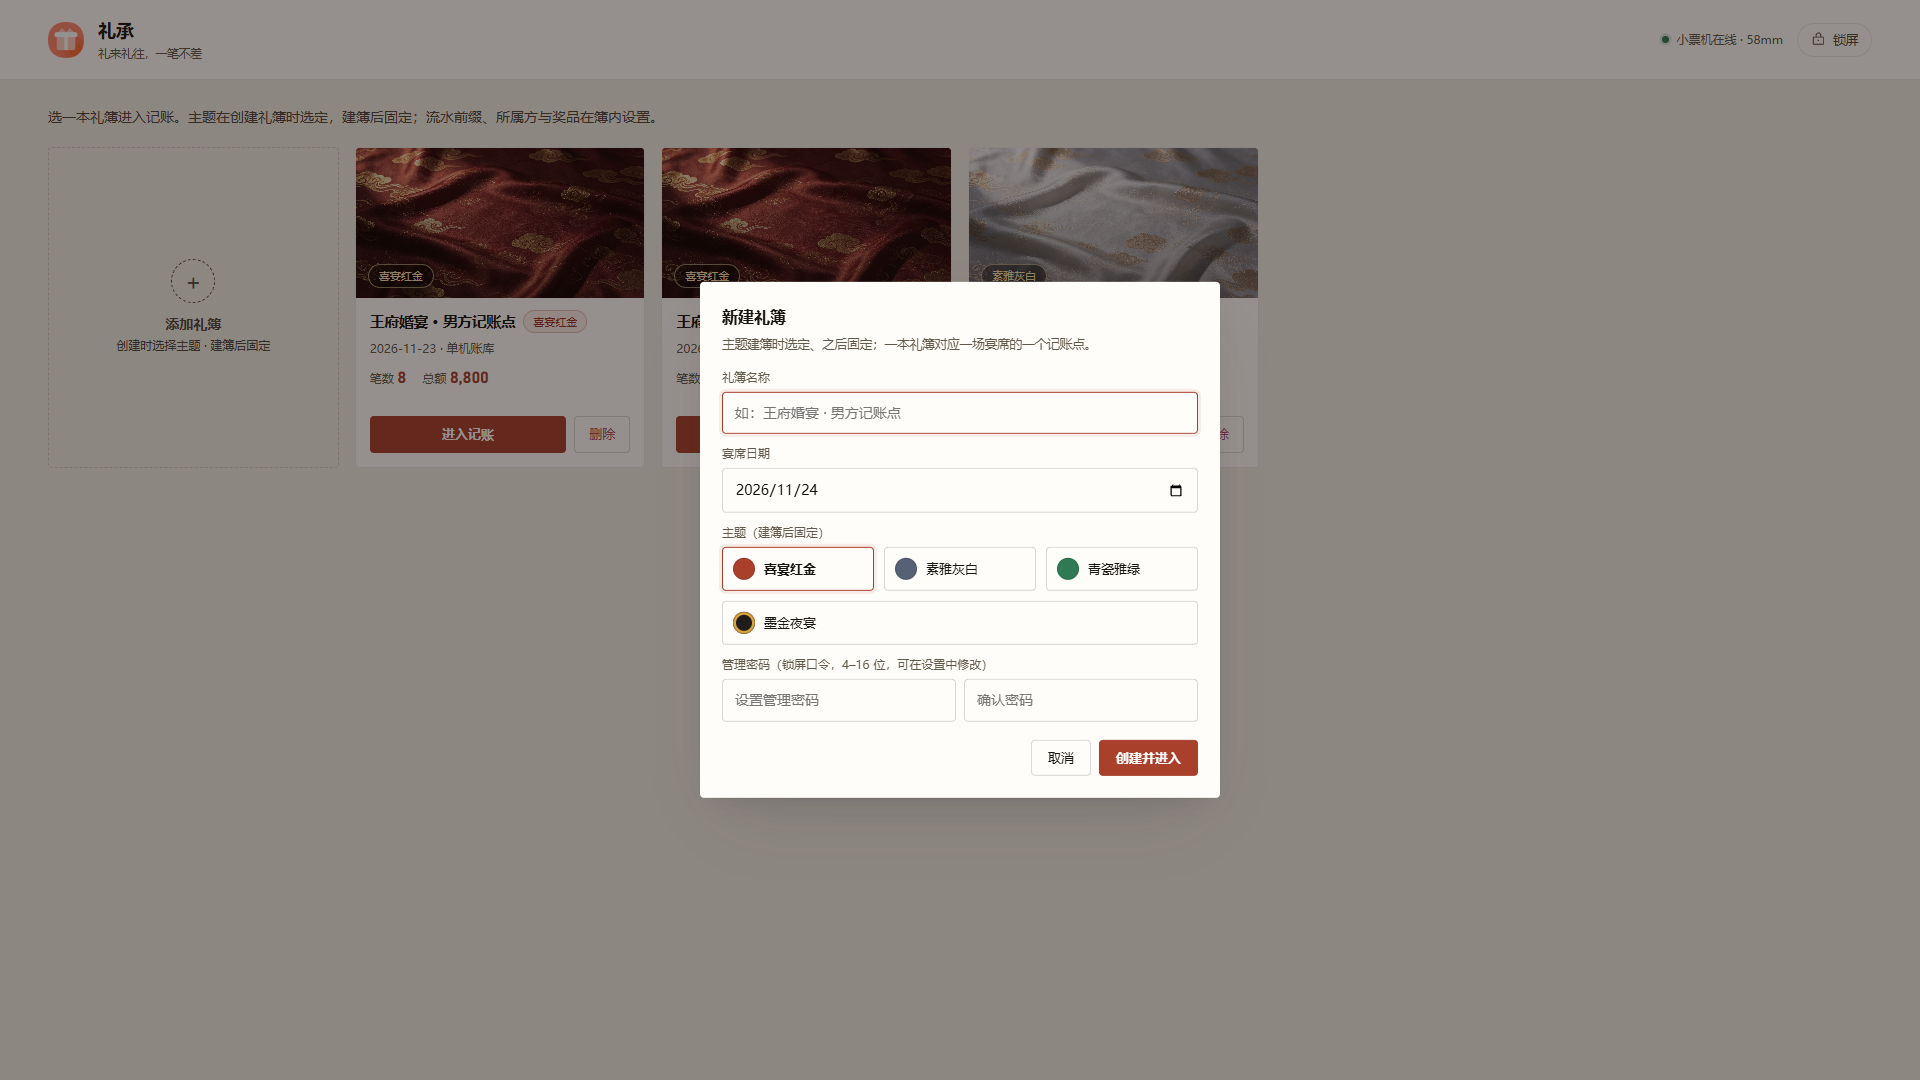 礼承
礼来礼往，一笔不差
小票机在线 · 58mm
锁屏
选一本礼簿进入记账。主题在创建礼簿时选定，建簿后固定；流水前缀、所属方与奖品在簿内设置。
+
添加礼簿
创建时选择主题 · 建簿后固定
喜宴红金
王府婚宴 · 男方记账点
喜宴红金
2026-11-23 · 单机账库
笔数 8 总额 8,800
进入记账
删除
喜宴红金
王府
2026
笔数
素雅灰白
除
新建礼簿
主题建簿时选定、之后固定；一本礼簿对应一场宴席的一个记账点。
礼簿名称
如：王府婚宴 · 男方记账点
宴席日期
2026/11/24
主题（建簿后固定）
喜宴红金
素雅灰白
青瓷雅绿
墨金夜宴
管理密码（锁屏口令，4–16 位，可在设置中修改）
设置管理密码
确认密码
取消
创建并进入